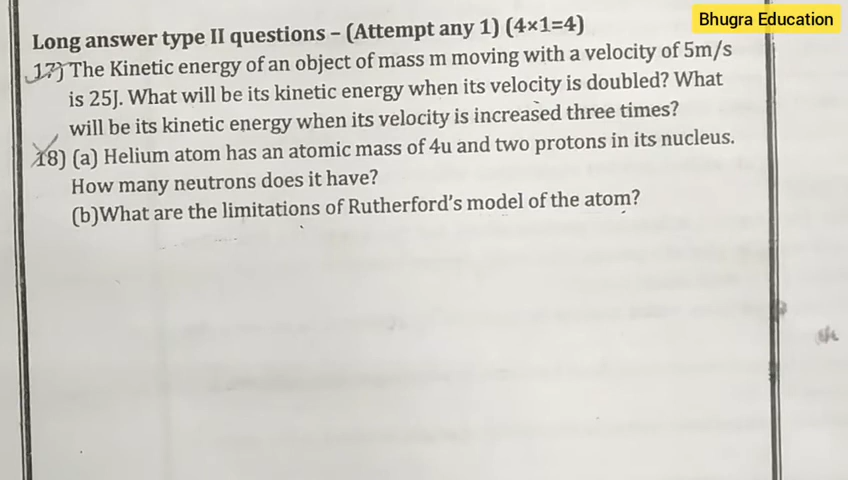 Bhugra Education
Long answer type II questions – (Attempt any 1) (4×1=4)
17) The Kinetic energy of an object of mass m moving with a velocity of 5m/s
is 25J. What will be its kinetic energy when its velocity is doubled? What
will be its kinetic energy when its velocity is increased three times?
18) (a) Helium atom has an atomic mass of 4u and two protons in its nucleus.
How many neutrons does it have?
(b)What are the limitations of Rutherford's model of the atom?